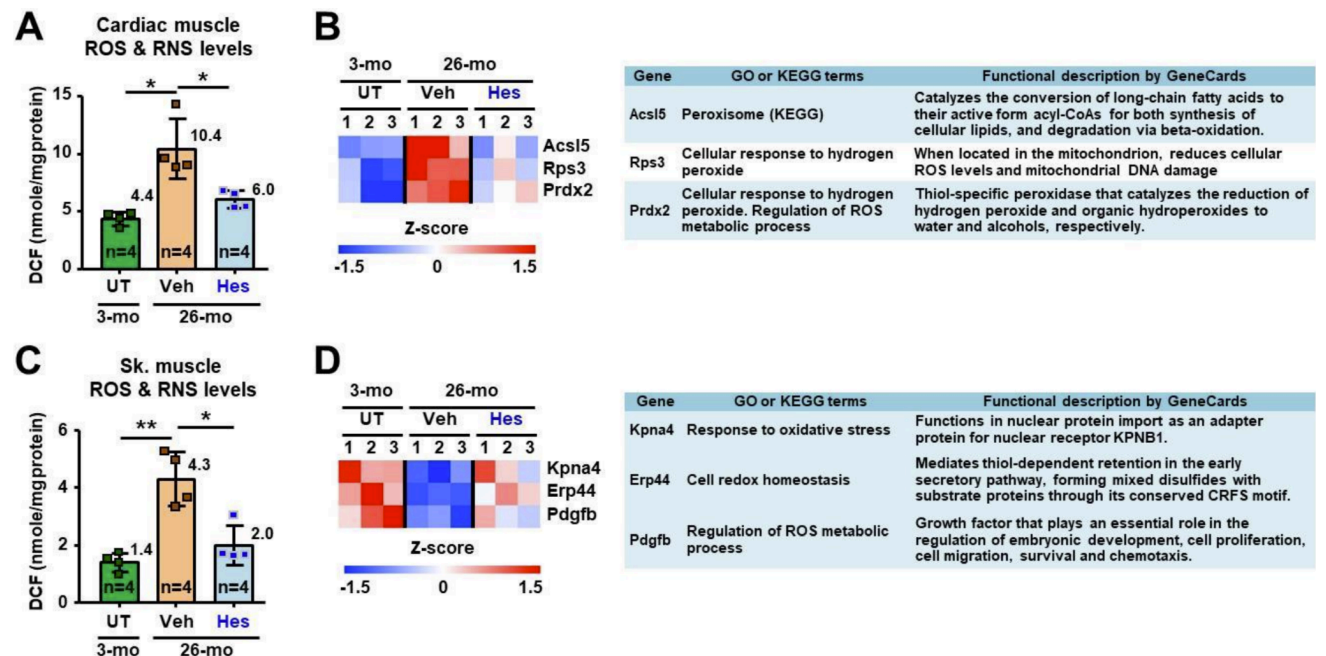 A
Cardiac muscle
ROS & RNS levels
DCF (nmole/mgprotein)
15
10
5
0
*
*
4.4
10.4
6.0
n=4
n=4
n=4
UT
Veh
Hes
3-mo
26-mo
B
3-mo
26-mo
UT
Veh
Hes
1 2 3 1 2 3 1 2 3
Acsl5
Rps3
Prdx2
Z-score
-1.5 0 1.5
Gene GO or KEGG terms Functional description by GeneCards
Acsl5 Peroxisome (KEGG) Catalyzes the conversion of long-chain fatty acids to
their active form acyl-CoAs for both synthesis of
cellular lipids, and degradation via beta-oxidation.
Rps3 Cellular response to hydrogen
peroxide
When located in the mitochondrion, reduces cellular
ROS levels and mitochondrial DNA damage
Prdx2 Cellular response to hydrogen
peroxide. Regulation of ROS
metabolic process
Thiol-specific peroxidase that catalyzes the reduction of
hydrogen peroxide and organic hydroperoxides to
water and alcohols, respectively.
C
Sk. muscle
ROS & RNS levels
DCF (nmole/mgprotein)
6
4
2
0
**
*
1.4
4.3
2.0
n=4
n=4
n=4
UT
Veh
Hes
3-mo
26-mo
D
3-mo
26-mo
UT
Veh
Hes
1 2 3 1 2 3 1 2 3
Kpna4
Erp44
Pdgfb
Z-score
-1.5 0 1.5
Gene GO or KEGG terms Functional description by GeneCards
Kpna4 Response to oxidative stress Functions in nuclear protein import as an adapter
protein for nuclear receptor KPNB1.
Erp44 Cell redox homeostasis Mediates thiol-dependent retention in the early
secretory pathway, forming mixed disulfides with
substrate proteins through its conserved CRFS motif.
Pdgfb Regulation of ROS metabolic
process
Growth factor that plays an essential role in the
regulation of embryonic development, cell proliferation,
cell migration, survival and chemotaxis.